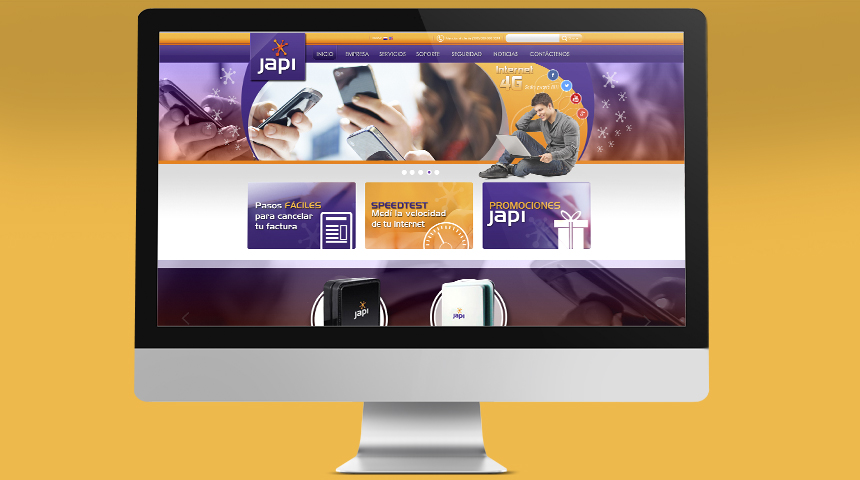 japi
INICIO EMPRESA SERVICIOS SOPORTE SEGURIDAD NOTICIAS CONTÁCTENOS
Internet
4G
Pasos FÁCILES
para cancelar
tu factura
SPEEDTEST
Medí la velocidad
de tu Internet
PROMOCIONES
japi
japi
japi